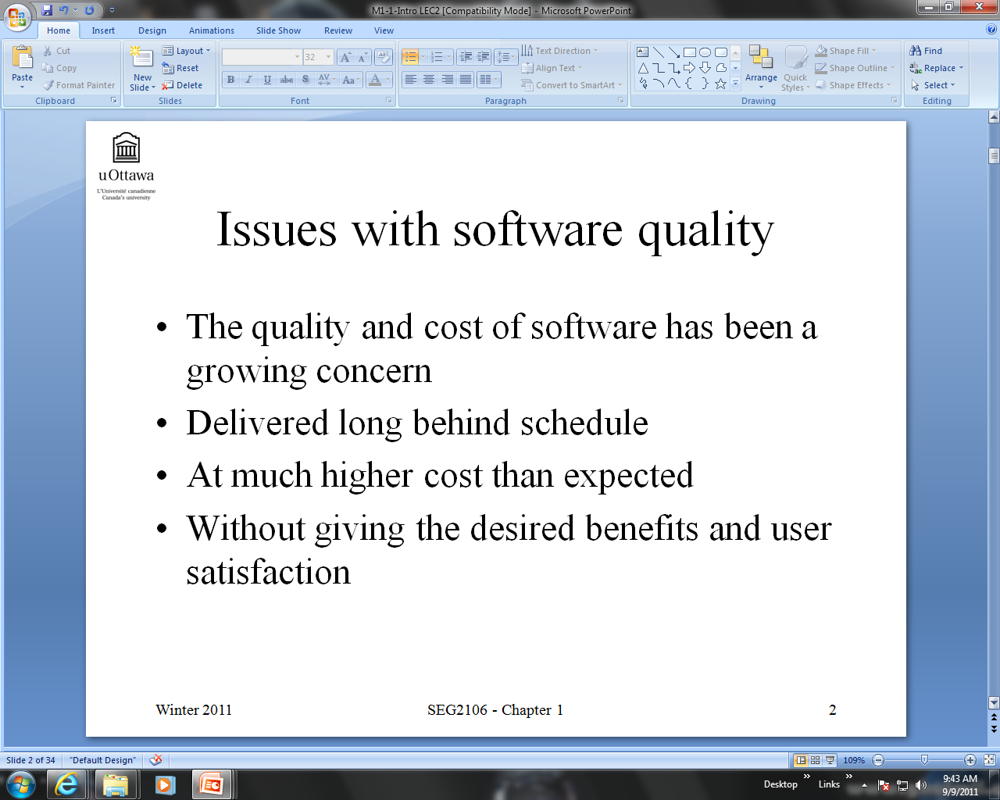 M1-1-Intro LEC2 [Compatibility Mode] - Microsoft PowerPoint
Home Insert Design Animations Slide Show Review View
Paste
Cut
Copy
Format Painter
Clipboard
New Slide
Layout
Reset
Delete
Slides
32
B I U abc S AV Aa A
Font
Text Direction
Align Text
Convert to SmartArt
Paragraph
Arrange
Quick Styles
Shape Fill
Shape Outline
Shape Effects
Drawing
Find
Replace
Select
Editing
uOttawa
L'Université canadienne
Canada's university
Issues with software quality
• The quality and cost of software has been a
growing concern
• Delivered long behind schedule
• At much higher cost than expected
• Without giving the desired benefits and user
satisfaction
Winter 2011 SEG2106 - Chapter 1 2
Slide 2 of 34 "Default Design" 109%
Desktop » Links » 9:43 AM
9/9/2011